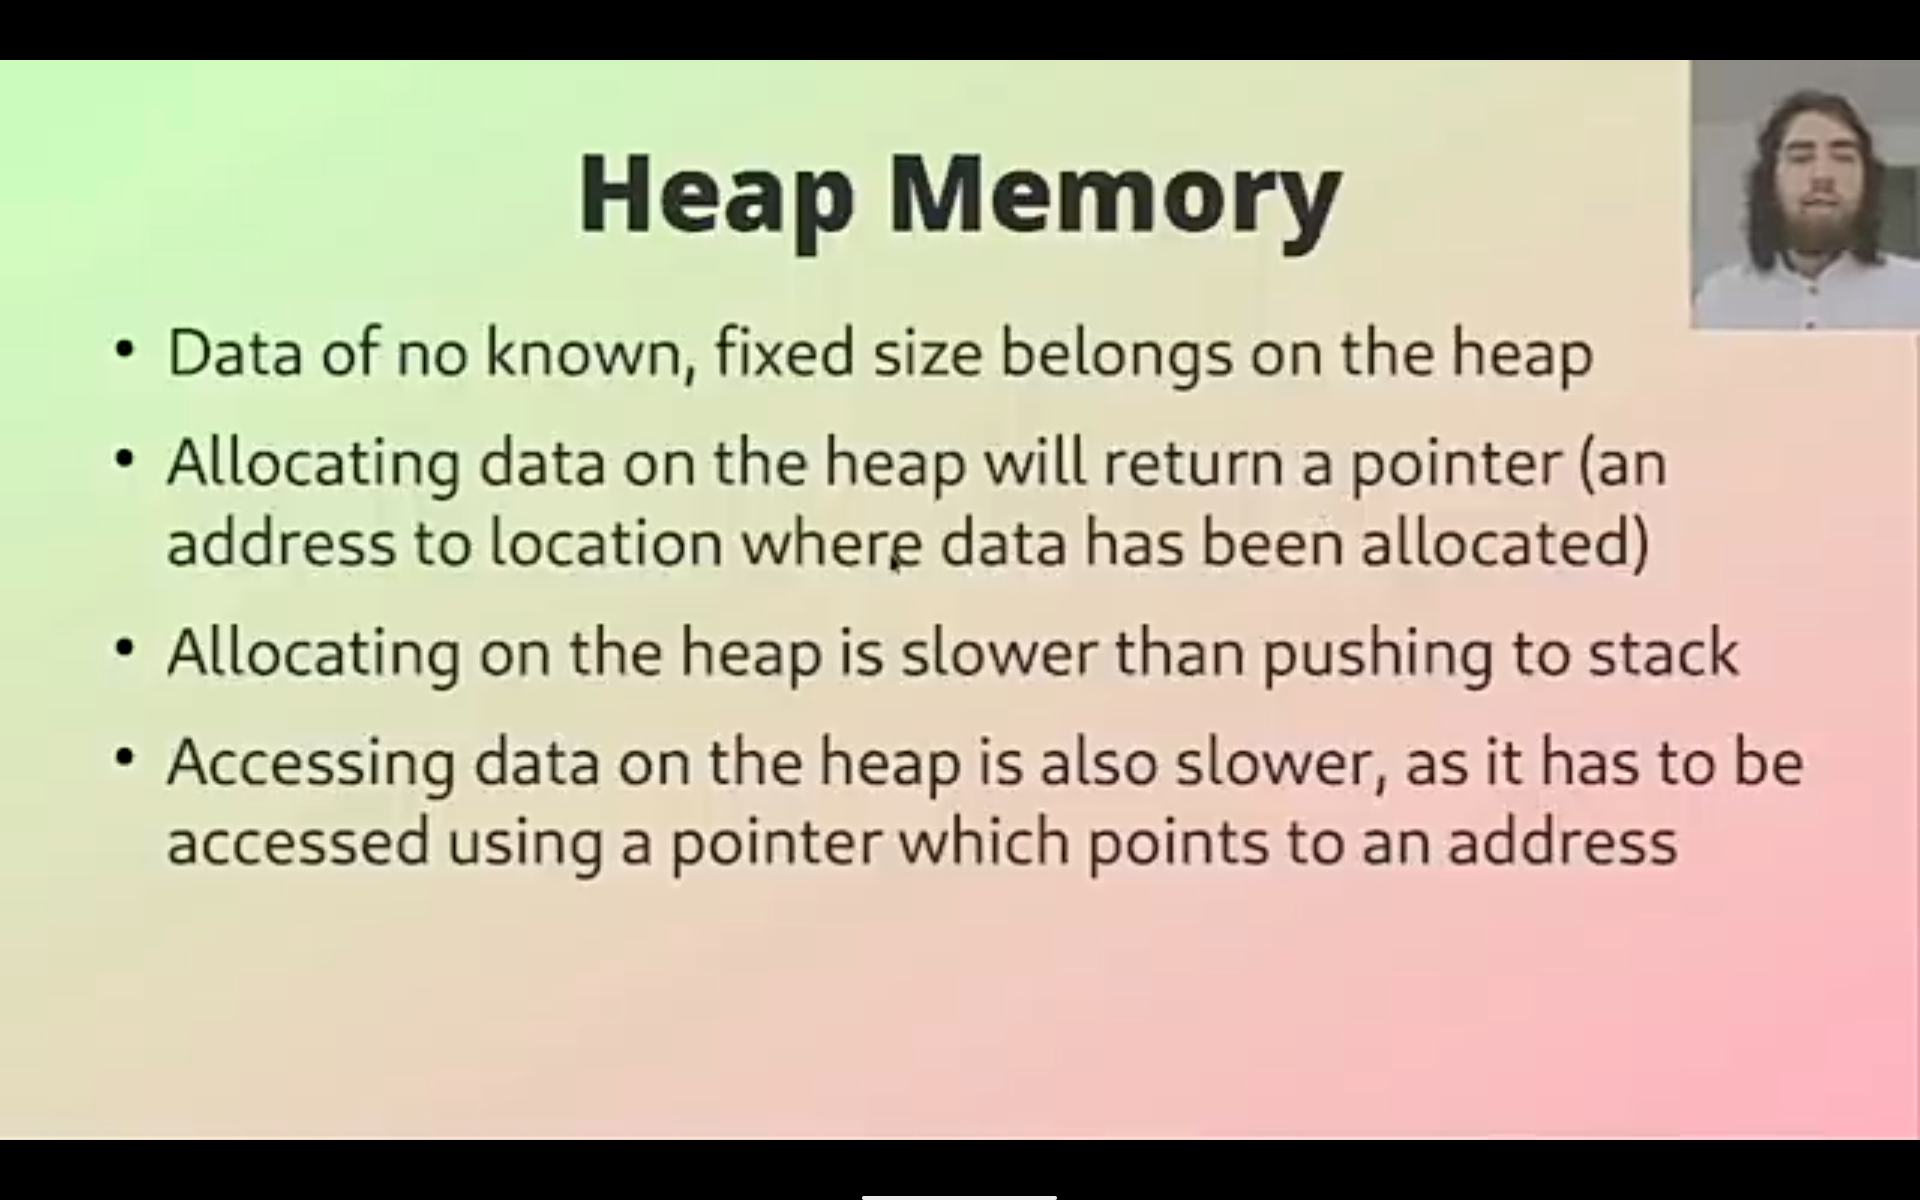 Heap Memory
• Data of no known, fixed size belongs on the heap
• Allocating data on the heap will return a pointer (an
address to location where data has been allocated)
• Allocating on the heap is slower than pushing to stack
• Accessing data on the heap is also slower, as it has to be
accessed using a pointer which points to an address